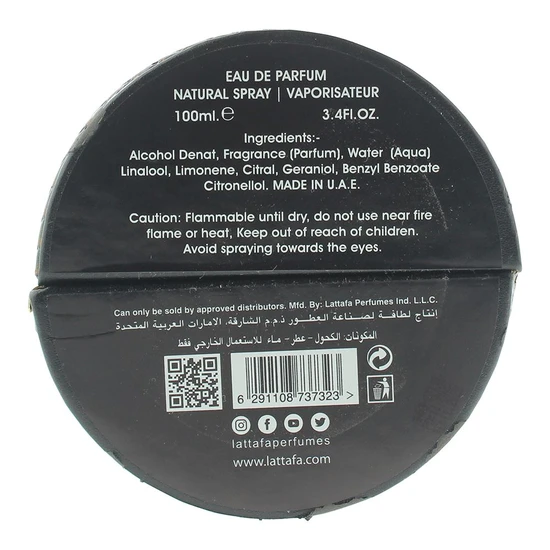 EAU DE PARFUM
NATURAL SPRAY | VAPORISATEUR
100ml.℮ 3.4Fl.OZ.
Ingredients:-
Alcohol Denat, Fragrance (Parfum), Water (Aqua)
Linalool, Limonene, Citral, Geraniol, Benzyl Benzoate
Citronellol. MADE IN U.A.E.
Caution: Flammable until dry, do not use near fire
flame or heat, Keep out of reach of children.
Avoid spraying towards the eyes.
Can only be sold by approved distributors. Mfd. By: Lattafa Perfumes Ind. L.L.C.
إنتاج لطافة لصناعة العطور ذ.م.م الشارقة، الامارات العربية المتحدة
المكونات: الكحول - عطر - ماء للاستعمال الخارجي فقط
6 291108 737323 >
lattafaperfumes
www.lattafa.com